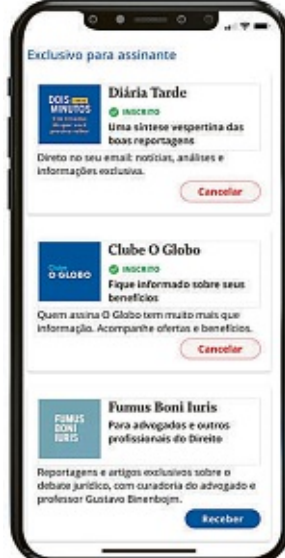 Exclusivo para assinante
DOIS
MINUTOS
Diária Tarde
INSCRITO
Uma síntese vespertina das
boas reportagens
Direto no seu email: notícias, análises e
informações exclusiva.
Cancelar
Clube
O GLOBO
Clube O Globo
INSCRITO
Fique informado sobre seus
benefícios
Quem assina O Globo tem muito mais que
informação. Acompanhe ofertas e benefícios.
Cancelar
FUMUS
BONI
IURIS
Fumus Boni Iuris
Para advogados e outros
profissionais do Direito
Reportagens e artigos exclusivos sobre o
debate jurídico, com curadoria do advogado e
professor Gustavo Binenbojm.
Receber